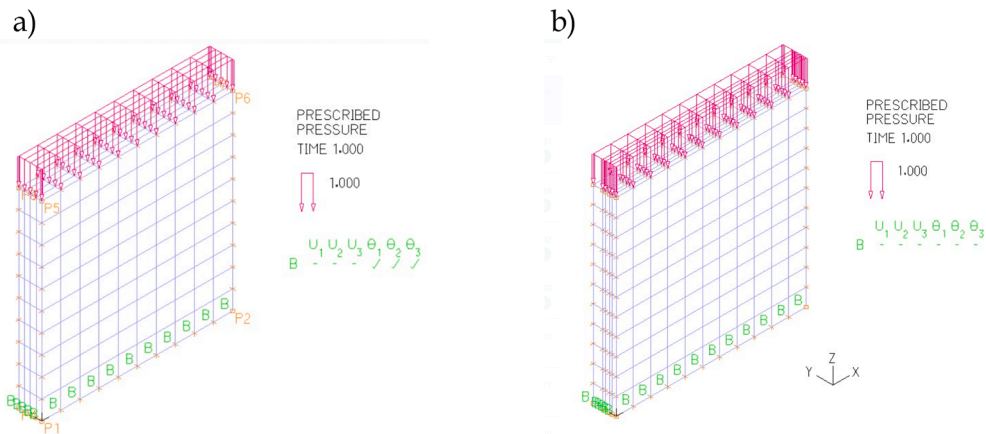 a)
P6
PRESCRIBED
PRESSURE
TIME 1.000
1.000
P5
U1 U2 U3 θ1 θ2 θ3
B - - - ✓ ✓ ✓
B B B B B B B B B B
P2
B
P1
b)
PRESCRIBED
PRESSURE
TIME 1.000
1.000
U1 U2 U3 θ1 θ2 θ3
B - - - - - -
B B B B B B B B B B
B
Z
Y X